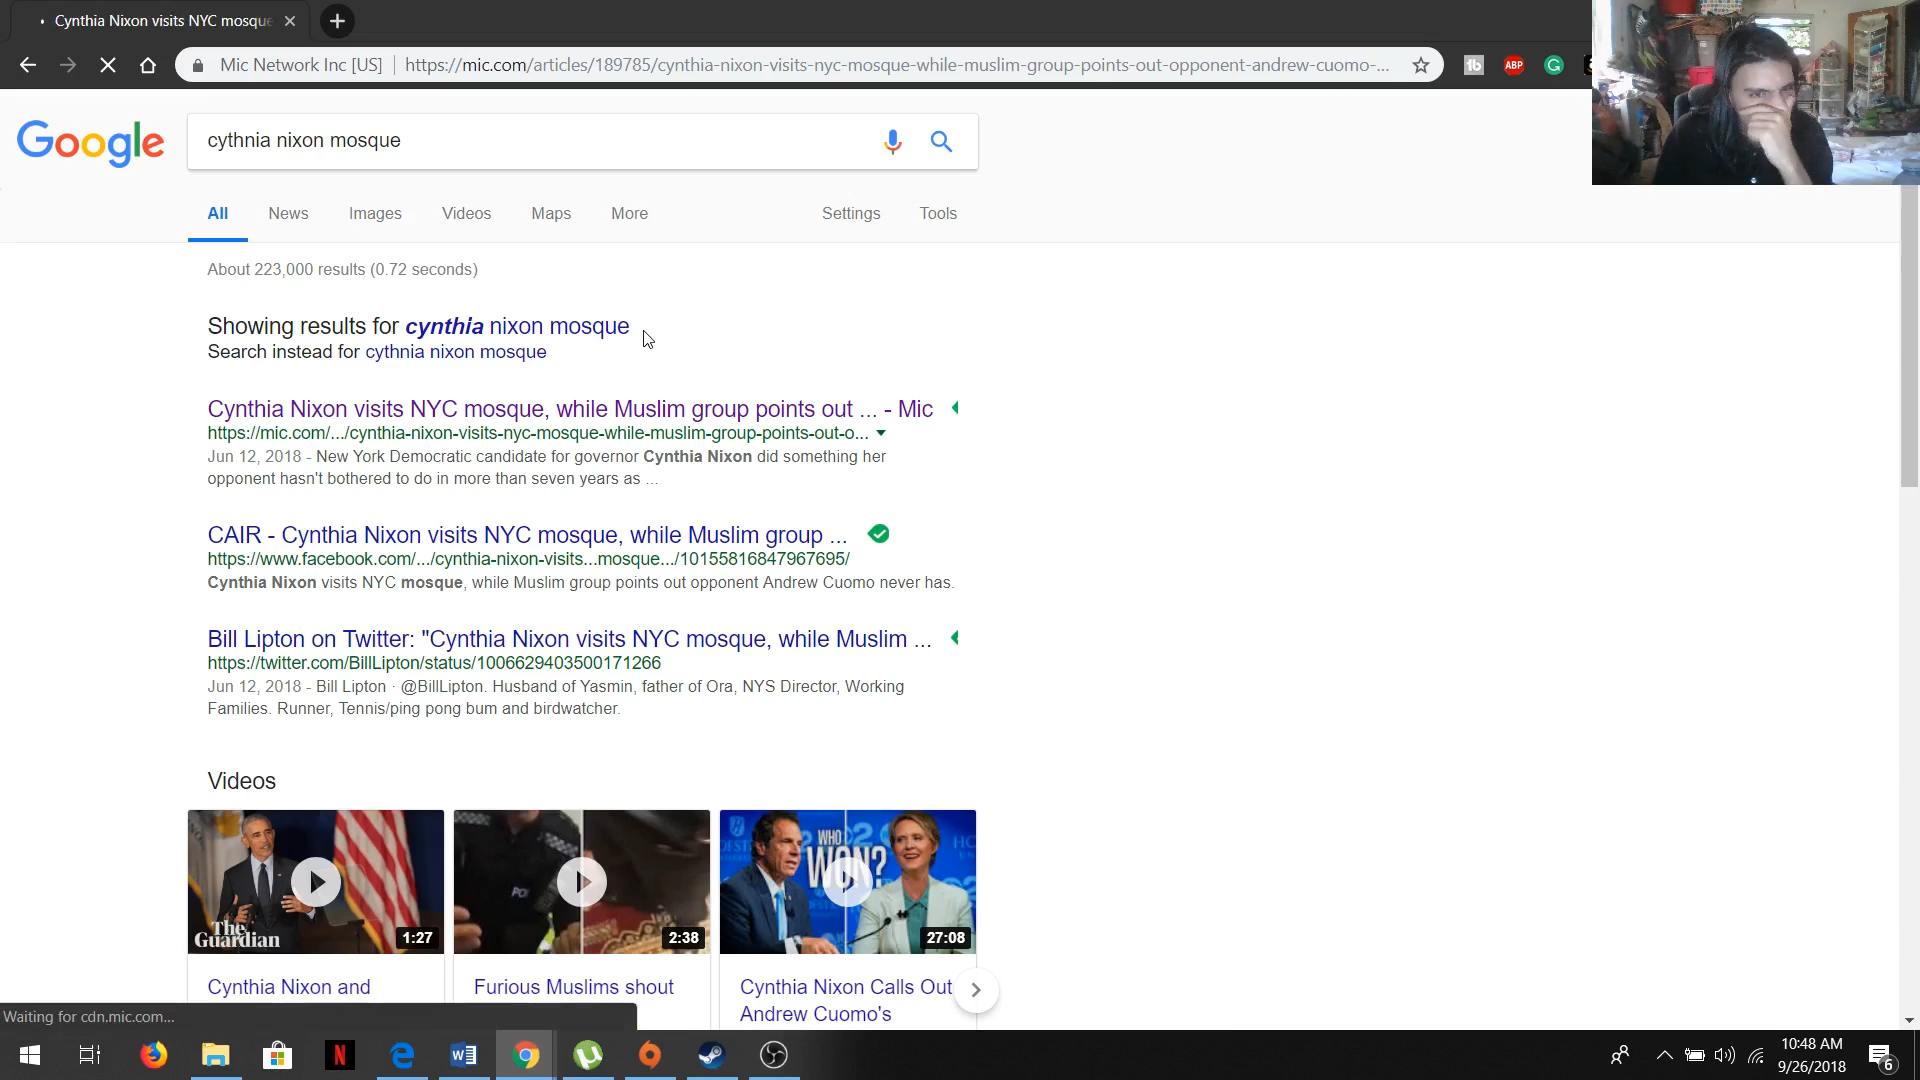 Cynthia Nixon visits NYC mosque
Mic Network Inc [US]
https://mic.com/articles/189785/cynthia-nixon-visits-nyc-mosque-while-muslim-group-points-out-opponent-andrew-cuomo-...
1b
ABP
G
Google
cythnia nixon mosque
All News Images Videos Maps More Settings Tools
About 223,000 results (0.72 seconds)
Showing results for cynthia nixon mosque
Search instead for cythnia nixon mosque
Cynthia Nixon visits NYC mosque, while Muslim group points out ... - Mic
https://mic.com/.../cynthia-nixon-visits-nyc-mosque-while-muslim-group-points-out-o...
Jun 12, 2018 - New York Democratic candidate for governor Cynthia Nixon did something her
opponent hasn't bothered to do in more than seven years as ...
CAIR - Cynthia Nixon visits NYC mosque, while Muslim group ...
https://www.facebook.com/.../cynthia-nixon-visits...mosque.../10155816847967695/
Cynthia Nixon visits NYC mosque, while Muslim group points out opponent Andrew Cuomo never has.
Bill Lipton on Twitter: "Cynthia Nixon visits NYC mosque, while Muslim ...
https://twitter.com/BillLipton/status/1006629403500171266
Jun 12, 2018 - Bill Lipton · @BillLipton. Husband of Yasmin, father of Ora, NYS Director, Working
Families. Runner, Tennis/ping pong bum and birdwatcher.
Videos
The
Guardian
1:27
2:38
WHO
WON?
27:08
Cynthia Nixon and
Furious Muslims shout
Cynthia Nixon Calls Out
Andrew Cuomo's
Waiting for cdn.mic.com...
10:48 AM
9/26/2018
6